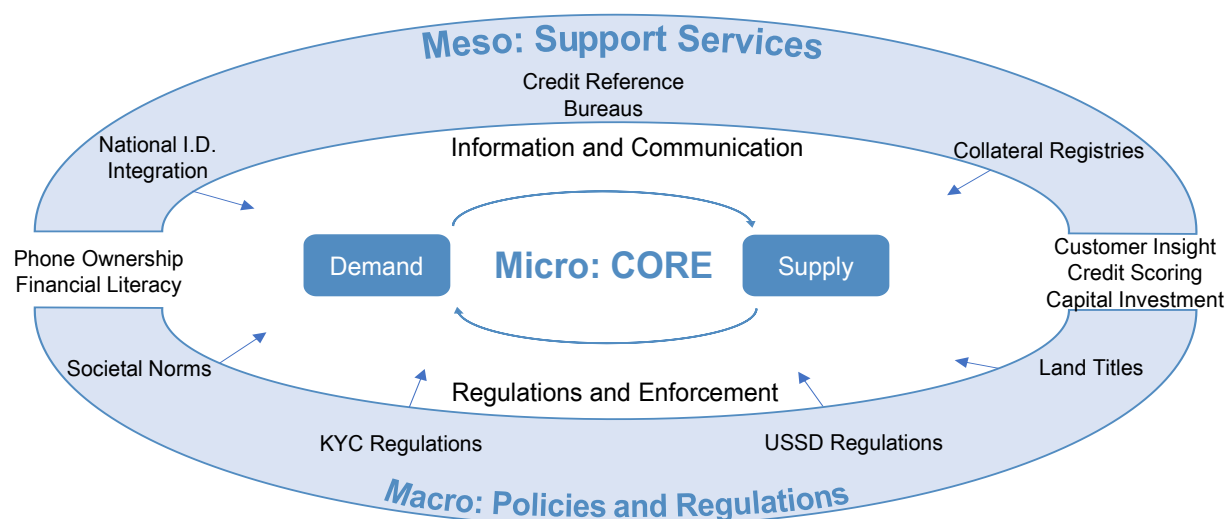 Meso: Support Services
Credit Reference
Bureaus
National I.D.
Integration
Information and Communication
Collateral Registries
Phone Ownership
Financial Literacy
Demand
Micro: CORE
Supply
Customer Insight
Credit Scoring
Capital Investment
Societal Norms
Regulations and Enforcement
Land Titles
KYC Regulations
USSD Regulations
Macro: Policies and Regulations